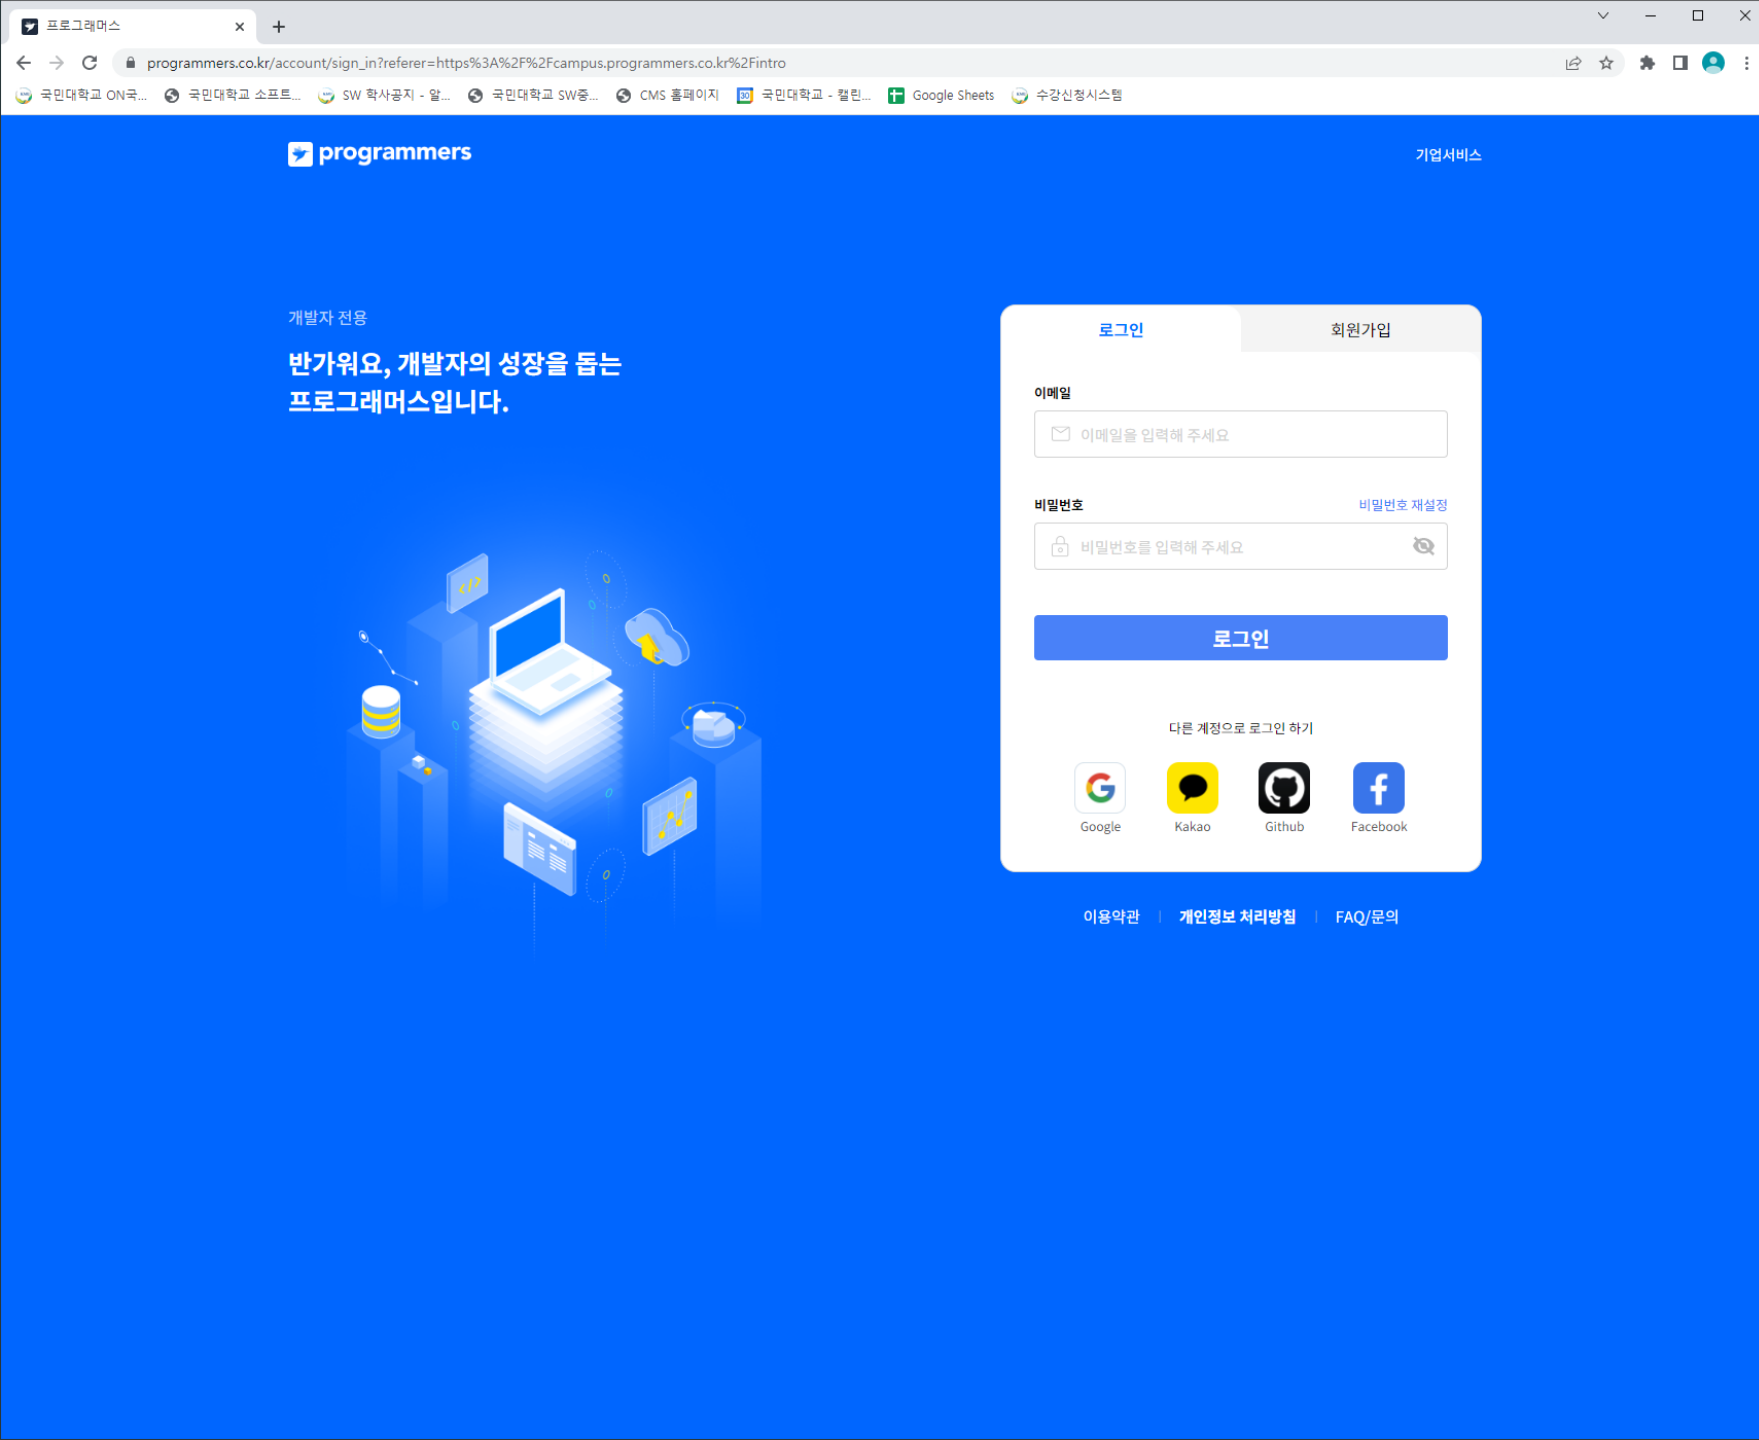 프로그래머스
programmers.co.kr/account/sign_in?referer=https%3A%2F%2Fcampus.programmers.co.kr%2Fintro
국민대학교 ON국...
국민대학교 소프트...
SW 학사공지 - 알...
국민대학교 SW중...
CMS 홈페이지
30
국민대학교 - 캘린...
Google Sheets
수강신청시스템
programmers
기업서비스
개발자 전용
반가워요, 개발자의 성장을 돕는
프로그래머스입니다.
</>
로그인
회원가입
이메일
이메일을 입력해 주세요
비밀번호
비밀번호 재설정
비밀번호를 입력해 주세요
로그인
다른 계정으로 로그인 하기
Google
Kakao
Github
Facebook
이용약관
개인정보 처리방침
FAQ/문의